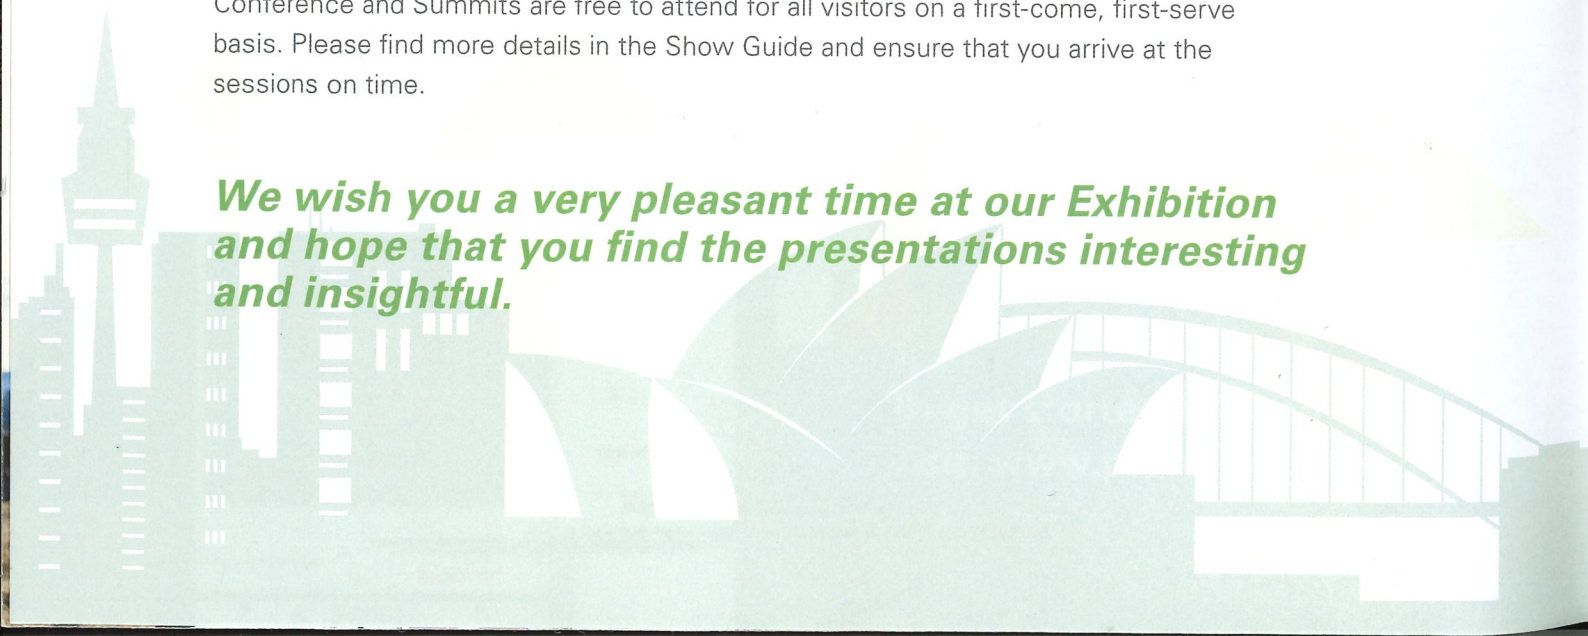 Conference and Summits are free to attend for all visitors on a first-come, first-serve
basis. Please find more details in the Show Guide and ensure that you arrive at the
sessions on time.
We wish you a very pleasant time at our Exhibition
and hope that you find the presentations interesting
and insightful.